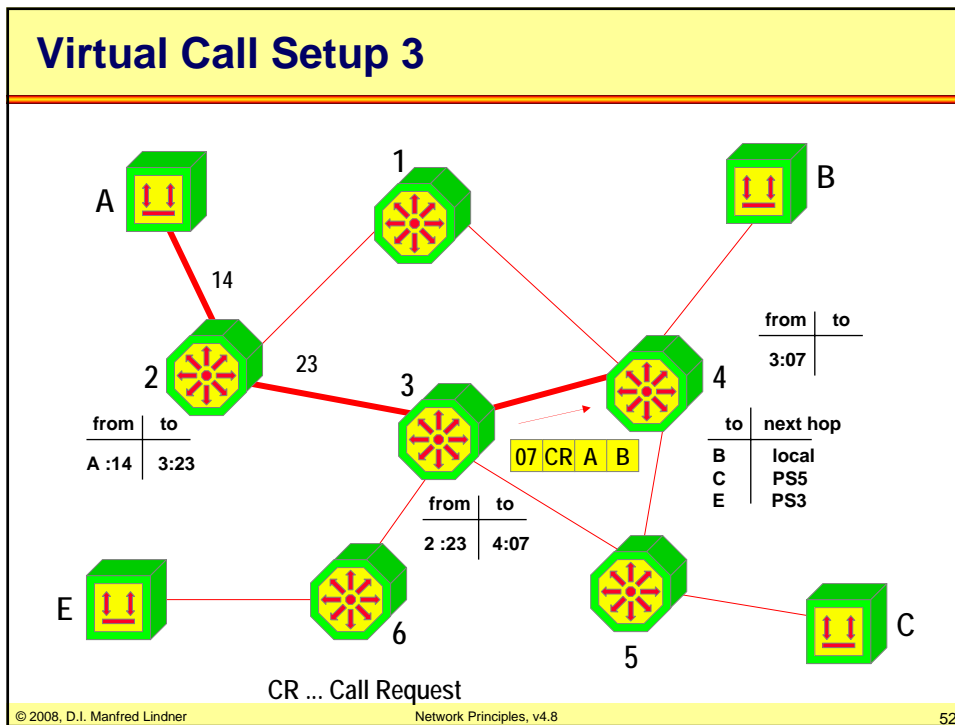 Virtual Call Setup 3
1
A
B
14
from to
3:07
2
23
3
4
from to
A :14 3:23
to next hop
B local
C PS5
E PS3
07 CR A B
from to
2 :23 4:07
E
6
5
C
CR ... Call Request
© 2008, D.I. Manfred Lindner Network Principles, v4.8 52